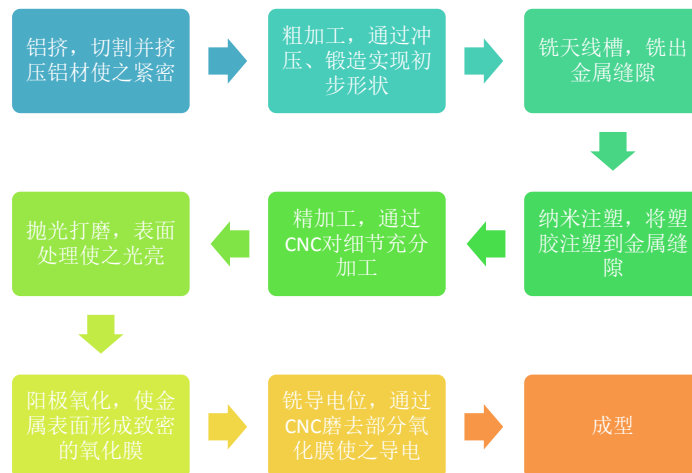 铝挤，切割并挤
压铝材使之紧密
粗加工，通过冲
压、锻造实现初
步形状
铣天线槽，铣出
金属缝隙
纳米注塑，将塑
胶注塑到金属缝
隙
精加工，通过
CNC对细节充分
加工
抛光打磨，表面
处理使之光亮
阳极氧化，使金
属表面形成致密
的氧化膜
铣导电位，通过
CNC磨去部分氧
化膜使之导电
成型